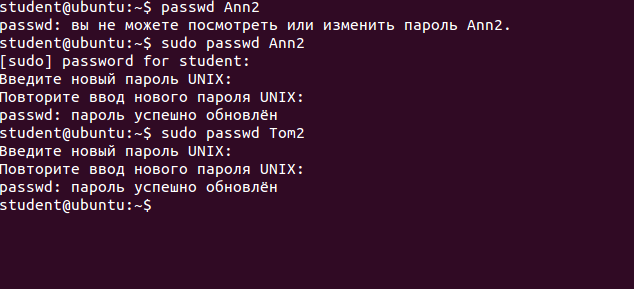 student@ubuntu:~$ passwd Ann2
passwd: вы не можете посмотреть или изменить пароль Ann2.
student@ubuntu:~$ sudo passwd Ann2
[sudo] password for student:
Введите новый пароль UNIX:
Повторите ввод нового пароля UNIX:
passwd: пароль успешно обновлён
student@ubuntu:~$ sudo passwd Tom2
Введите новый пароль UNIX:
Повторите ввод нового пароля UNIX:
passwd: пароль успешно обновлён
student@ubuntu:~$